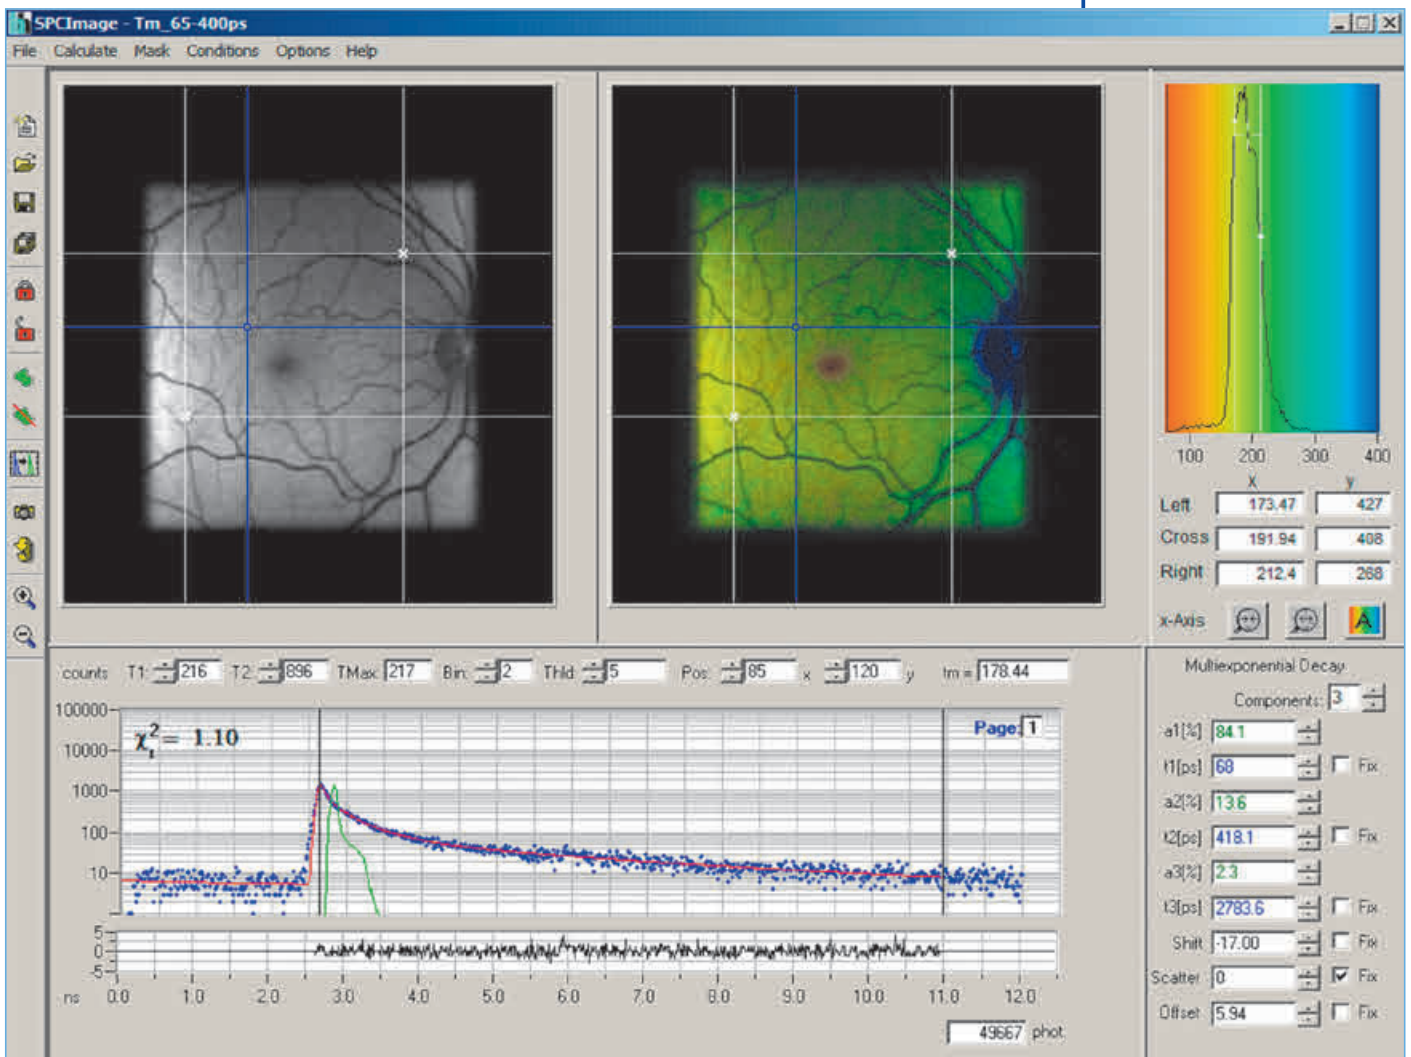 SPCImage - Tm_65-400ps
File Calculate Mask Conditions Options Help
100 200 300 400
x y
Left 173.47 427
Cross 191.94 408
Right 212.4 268
x-Axis A
counts T1: 216 T2: 896 TMax: 217 Bin: 2 Thld: 5 Pos: 85 x 120 y tm = 178.44
100000
10000
1000
100
10
χ²r = 1.10
Page: 1
5
0
-5
ns 0.0 1.0 2.0 3.0 4.0 5.0 6.0 7.0 8.0 9.0 10.0 11.0 12.0
49667 phot.
Multiexponential Decay
Components: 3
a1[%] 84.1
t1[ps] 68 Fix
a2[%] 13.6
t2[ps] 418.1 Fix
a3[%] 2.3
t3[ps] 2783.6 Fix
Shift -17.00 Fix
Scatter 0 Fix
Offset 5.94 Fix